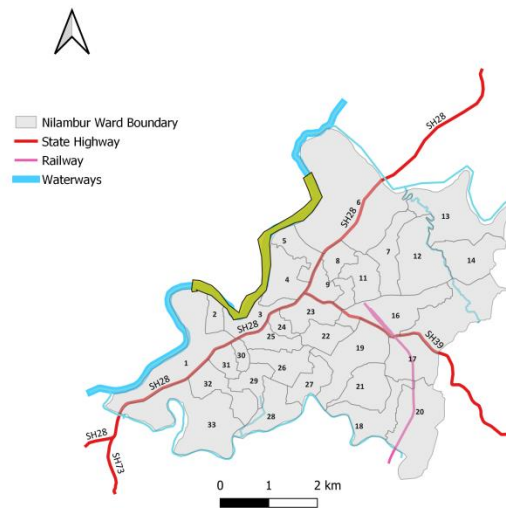 Nilambur Ward Boundary
State Highway
Railway
Waterways
SH28
6
SH28
13
5
7
12
8
14
4
11
9
2
3
23
16
SH28
24
25
22
19
SH39
17
1
30
31
26
SH28
32
29
27
21
20
33
28
18
SH28
SH73
0 1 2 km